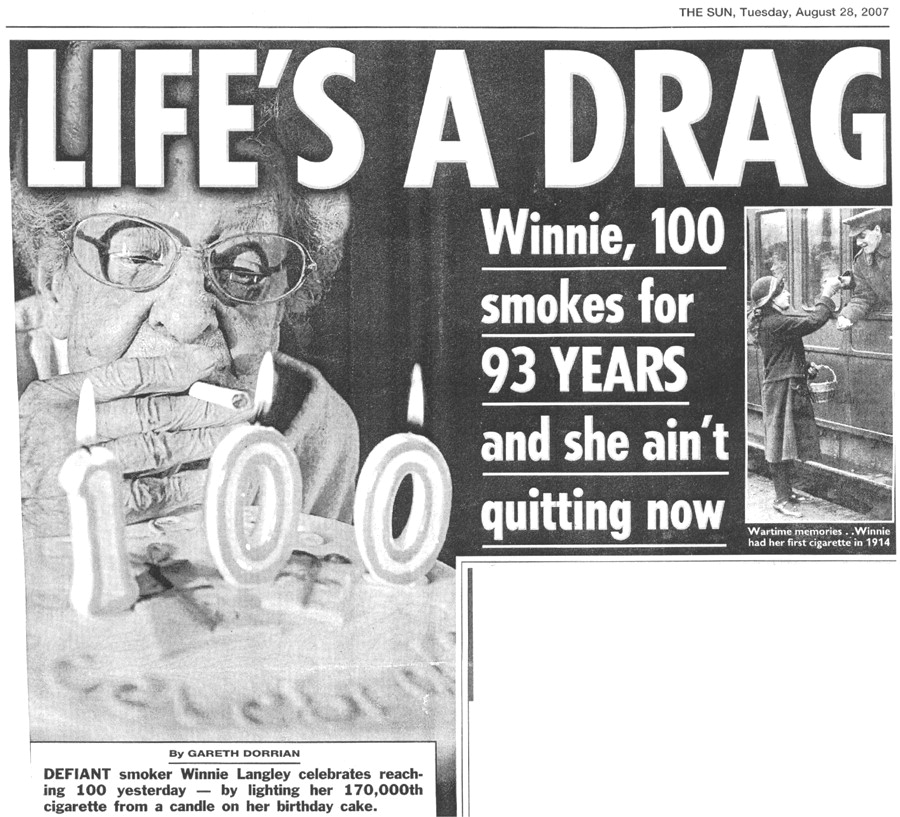 THE SUN, Tuesday, August 28, 2007
LIFE'S A DRAG
Winnie, 100
smokes for
93 YEARS
and she ain't
quitting now
Wartime memories . . Winnie
had her first cigarette in 1914
100
By GARETH DORRIAN
DEFIANT smoker Winnie Langley celebrates reach-
ing 100 yesterday — by lighting her 170,000th
cigarette from a candle on her birthday cake.